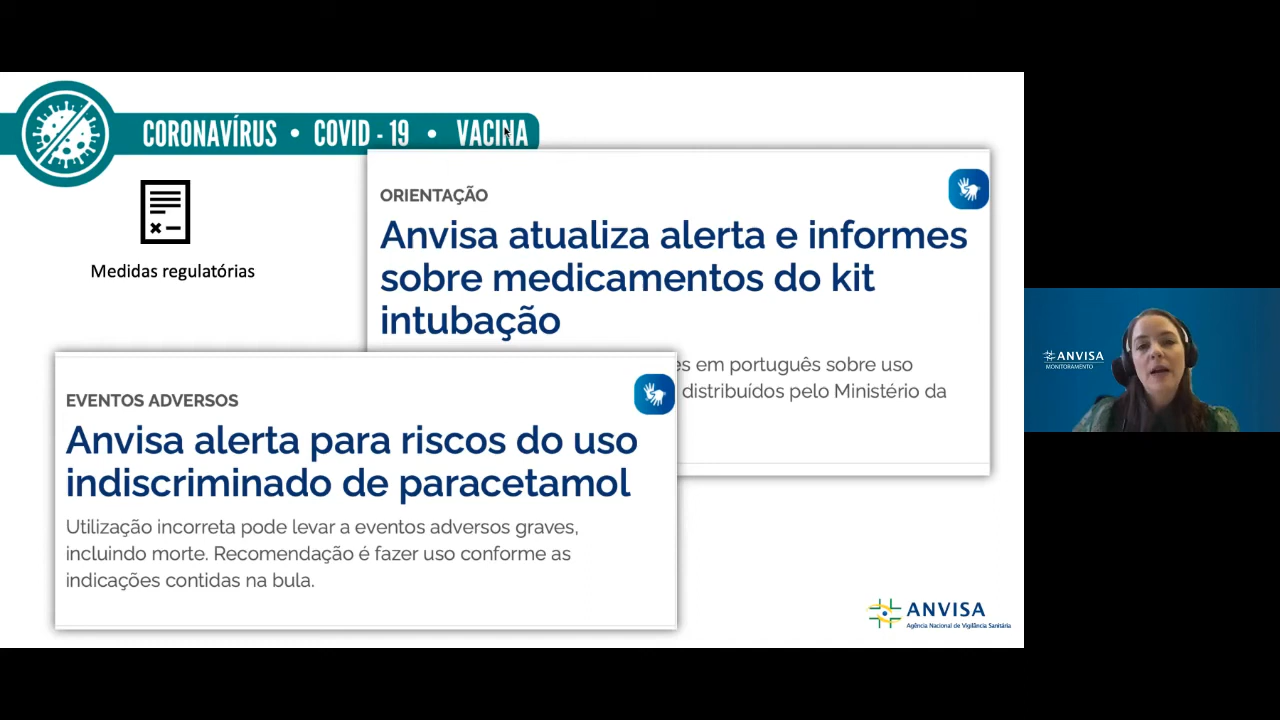 CORONAVÍRUS • COVID - 19 • VACINA
Medidas regulatórias
ORIENTAÇÃO
Anvisa atualiza alerta e informes
sobre medicamentos do kit
intubação
em português sobre uso
distribuídos pelo Ministério da
EVENTOS ADVERSOS
Anvisa alerta para riscos do uso
indiscriminado de paracetamol
Utilização incorreta pode levar a eventos adversos graves,
incluindo morte. Recomendação é fazer uso conforme as
indicações contidas na bula.
ANVISA
Agência Nacional de Vigilância Sanitária
ANVISA
MONITORAMENTO